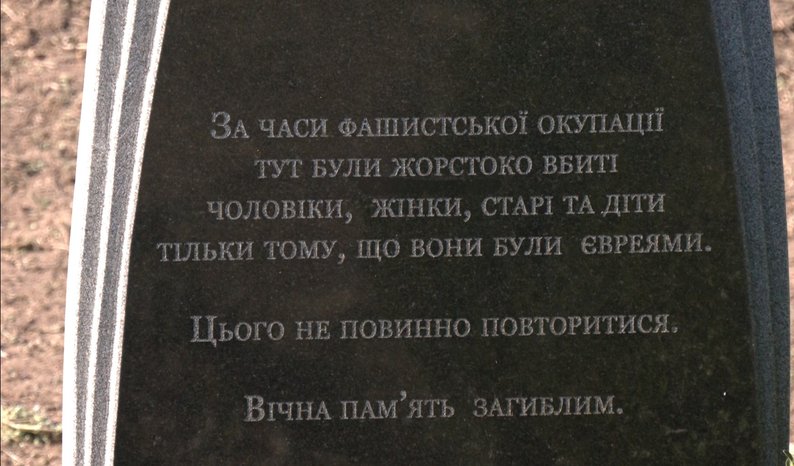 За часи фашистської окупації
тут були жорстоко вбиті
чоловіки, жінки, старі та діти
тільки тому, що вони були євреями.
Цього не повинно повторитися.
Вічна пам’ять загиблим.